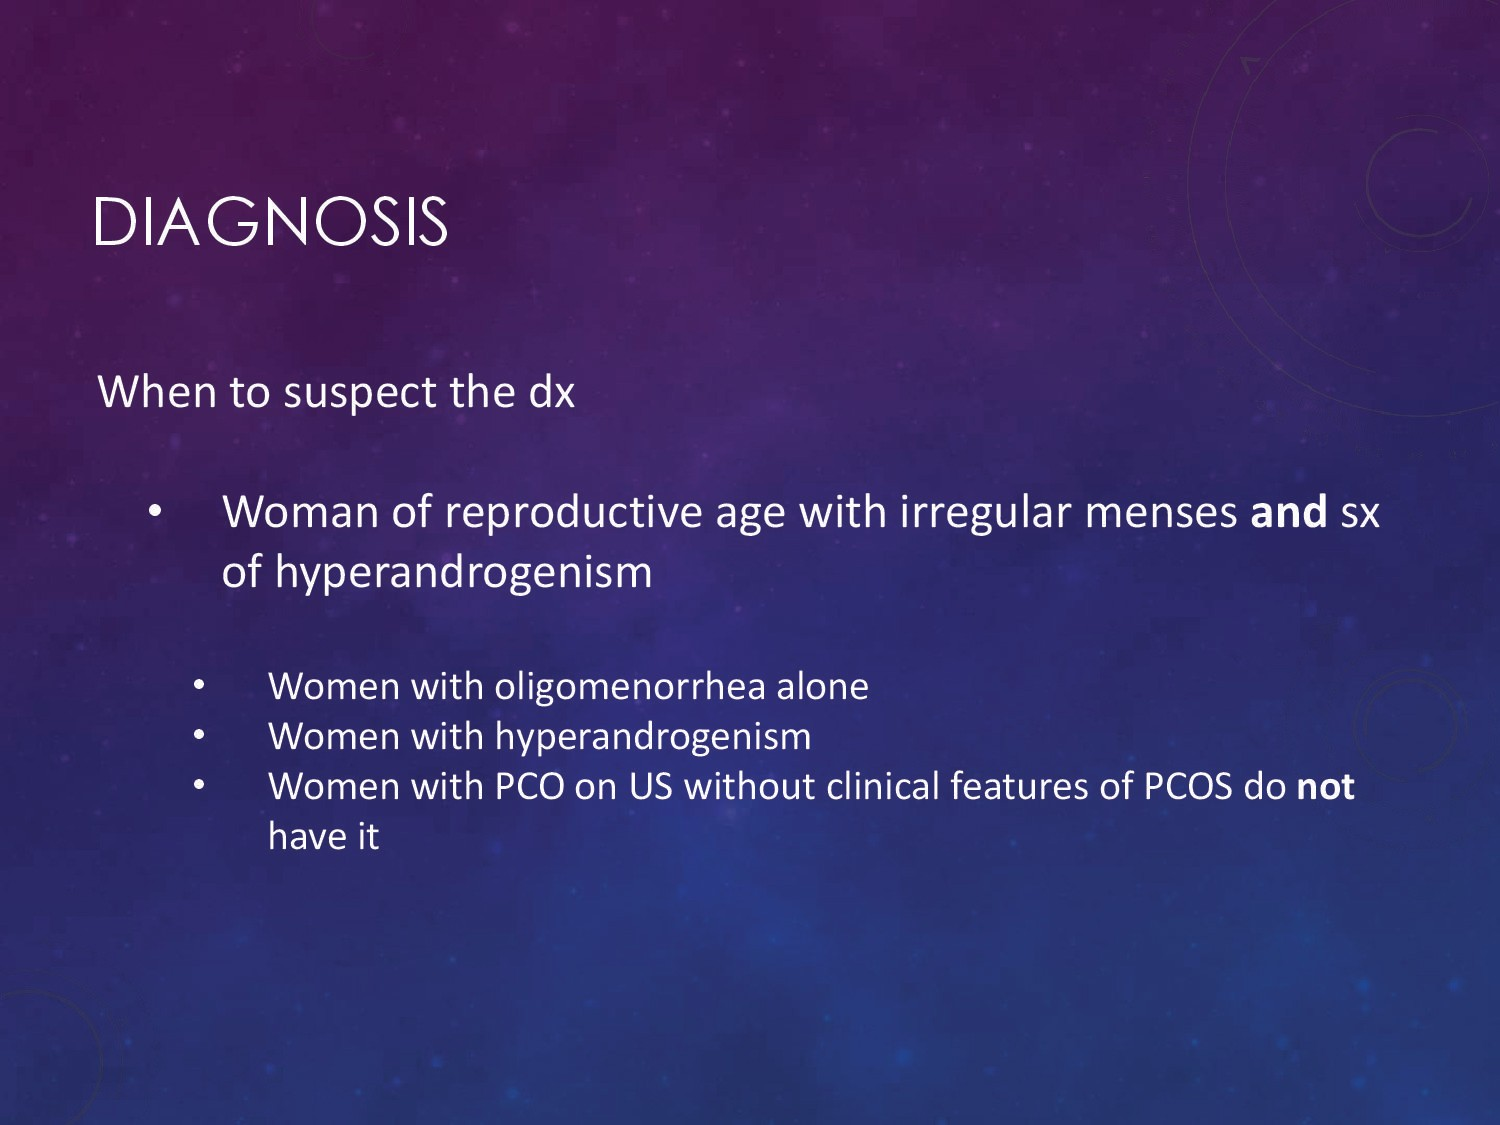 DIAGNOSIS
When to suspect the dx
• Woman of reproductive age with irregular menses and sx
of hyperandrogenism
• Women with oligomenorrhea alone
• Women with hyperandrogenism
• Women with PCO on US without clinical features of PCOS do not
have it